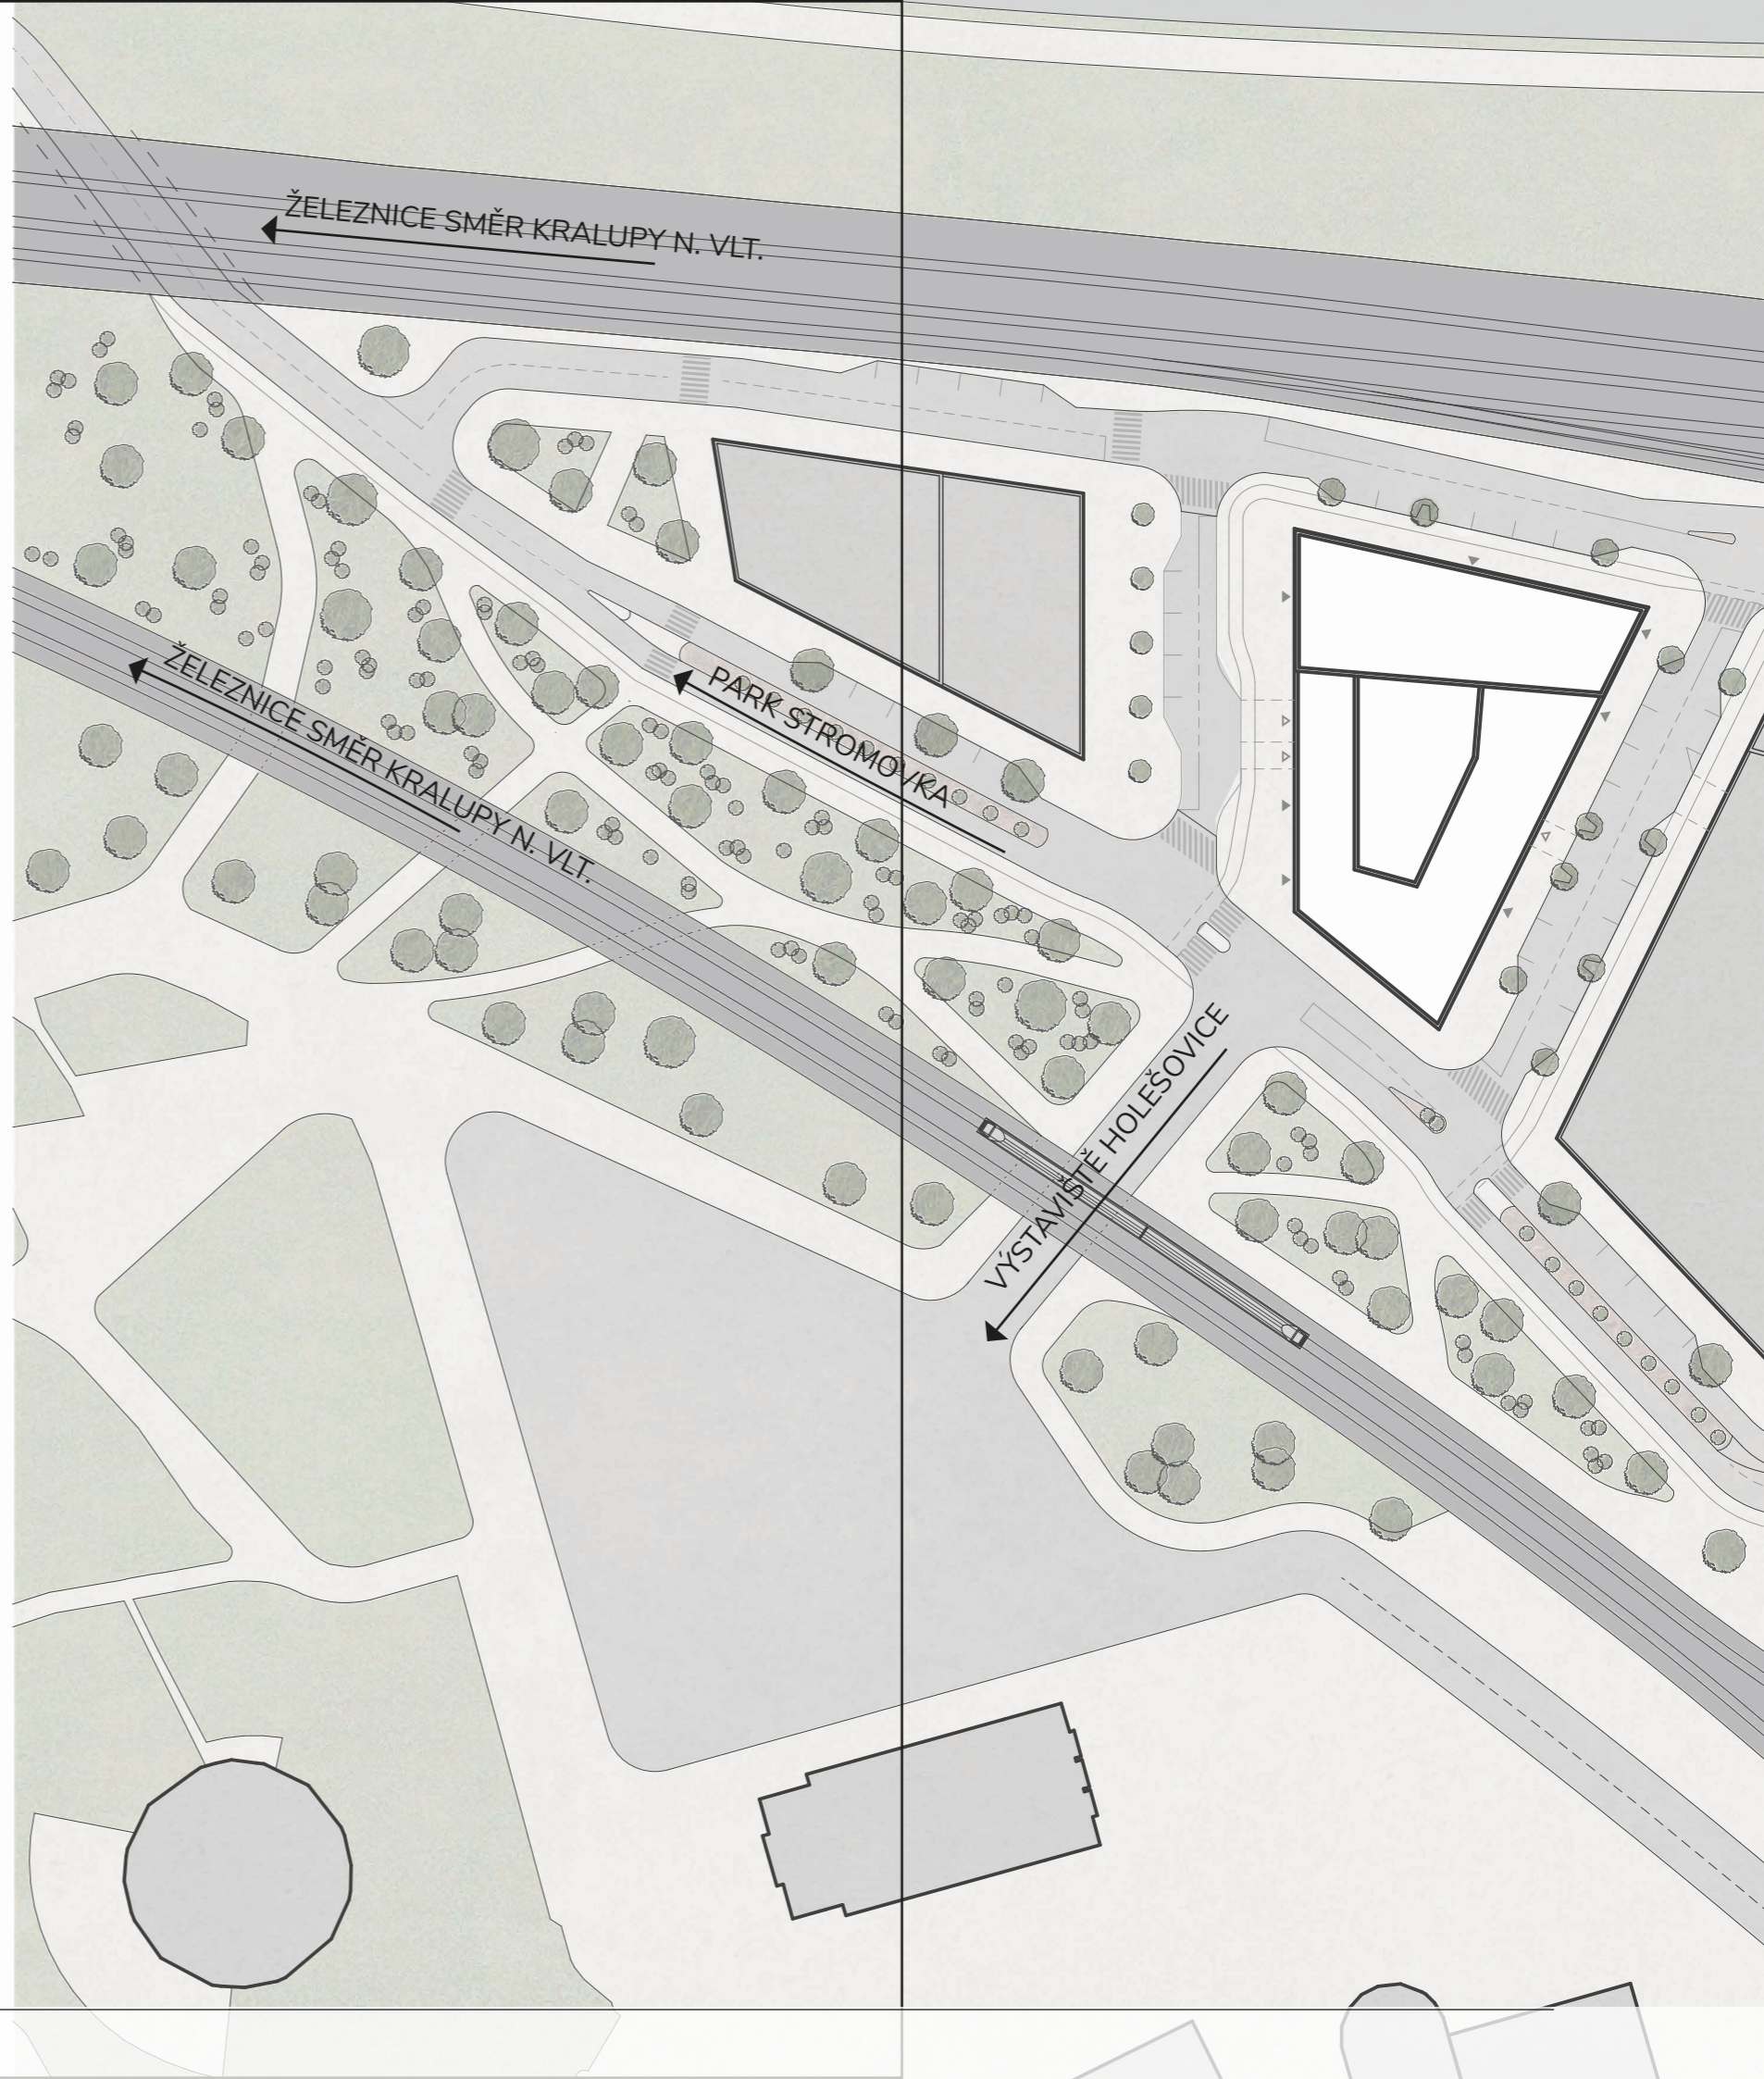 ŽELEZNICE SMĚR KRALUPY N. VLT.
ŽELEZNICE SMĚR KRALUPY N. VLT.
PARK STROMOVKA
VÝSTAVIŠTĚ HOLEŠOVICE